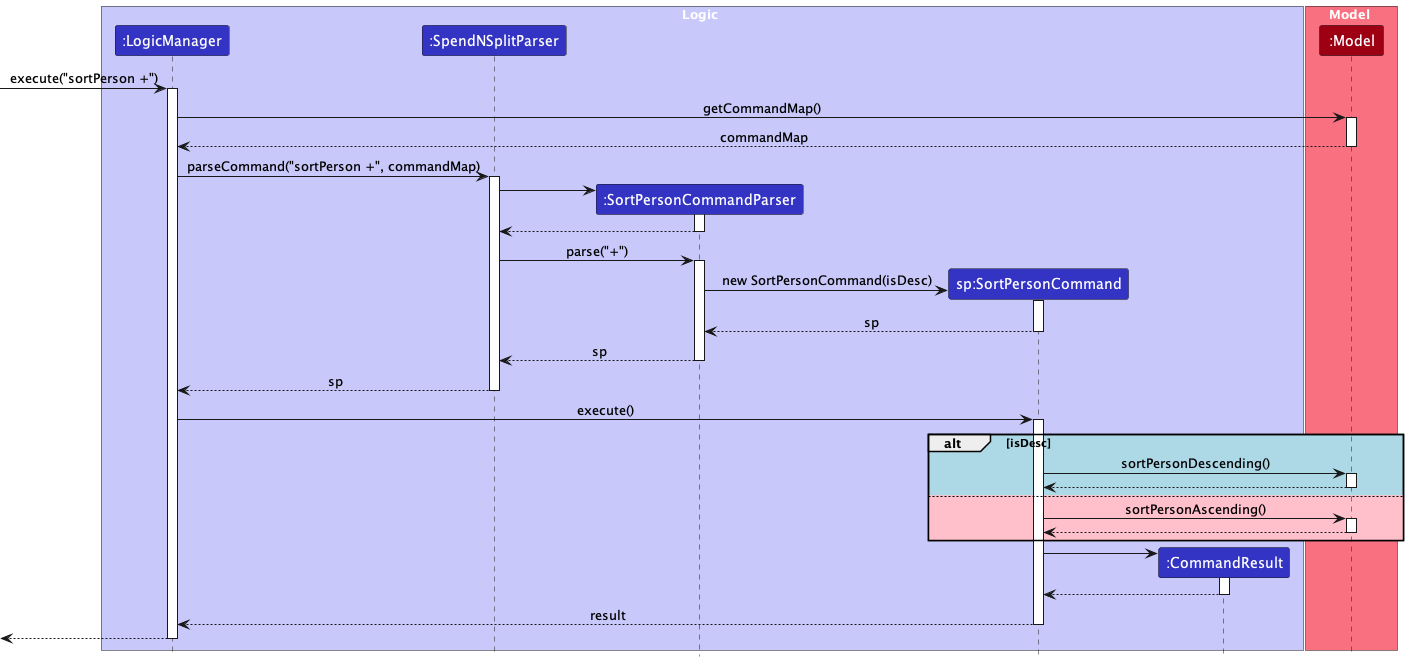 Logic
Model
:LogicManager
:SpendNSplitParser
:Model
execute("sortPerson +")
getCommandMap()
commandMap
parseCommand("sortPerson +", commandMap)
:SortPersonCommandParser
parse("+")
new SortPersonCommand(isDesc)
sp:SortPersonCommand
sp
sp
sp
execute()
alt
[isDesc]
sortPersonDescending()
sortPersonAscending()
:CommandResult
result